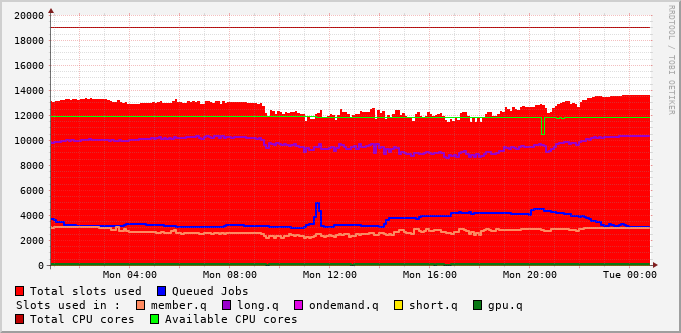 RRDTOOL / TOBI OETIKER
20000
18000
16000
14000
12000
10000
8000
6000
4000
2000
0
Mon 04:00 Mon 08:00 Mon 12:00 Mon 16:00 Mon 20:00 Tue 00:00
Total slots used Queued Jobs
Slots used in : member.q long.q ondemand.q short.q gpu.q
Total CPU cores Available CPU cores